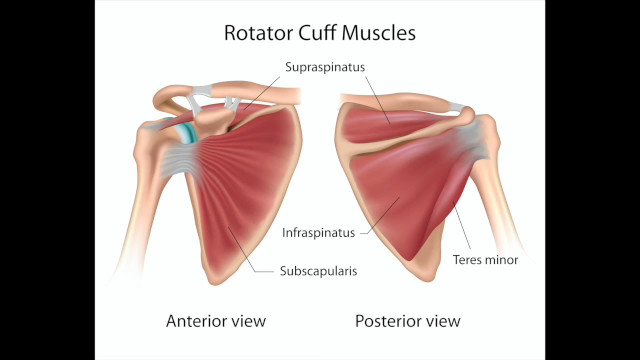 Rotator Cuff Muscles
Supraspinatus
Infraspinatus
Teres minor
Subscapularis
Anterior view
Posterior view